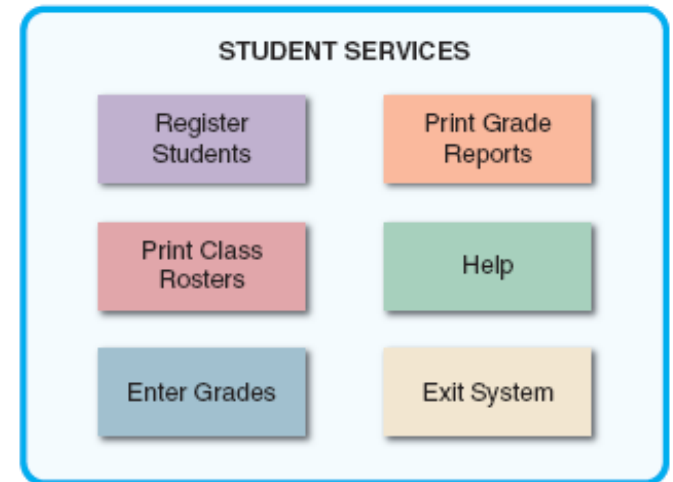 STUDENT SERVICES
Register
Students
Print Grade
Reports
Print Class
Rosters
Help
Enter Grades
Exit System